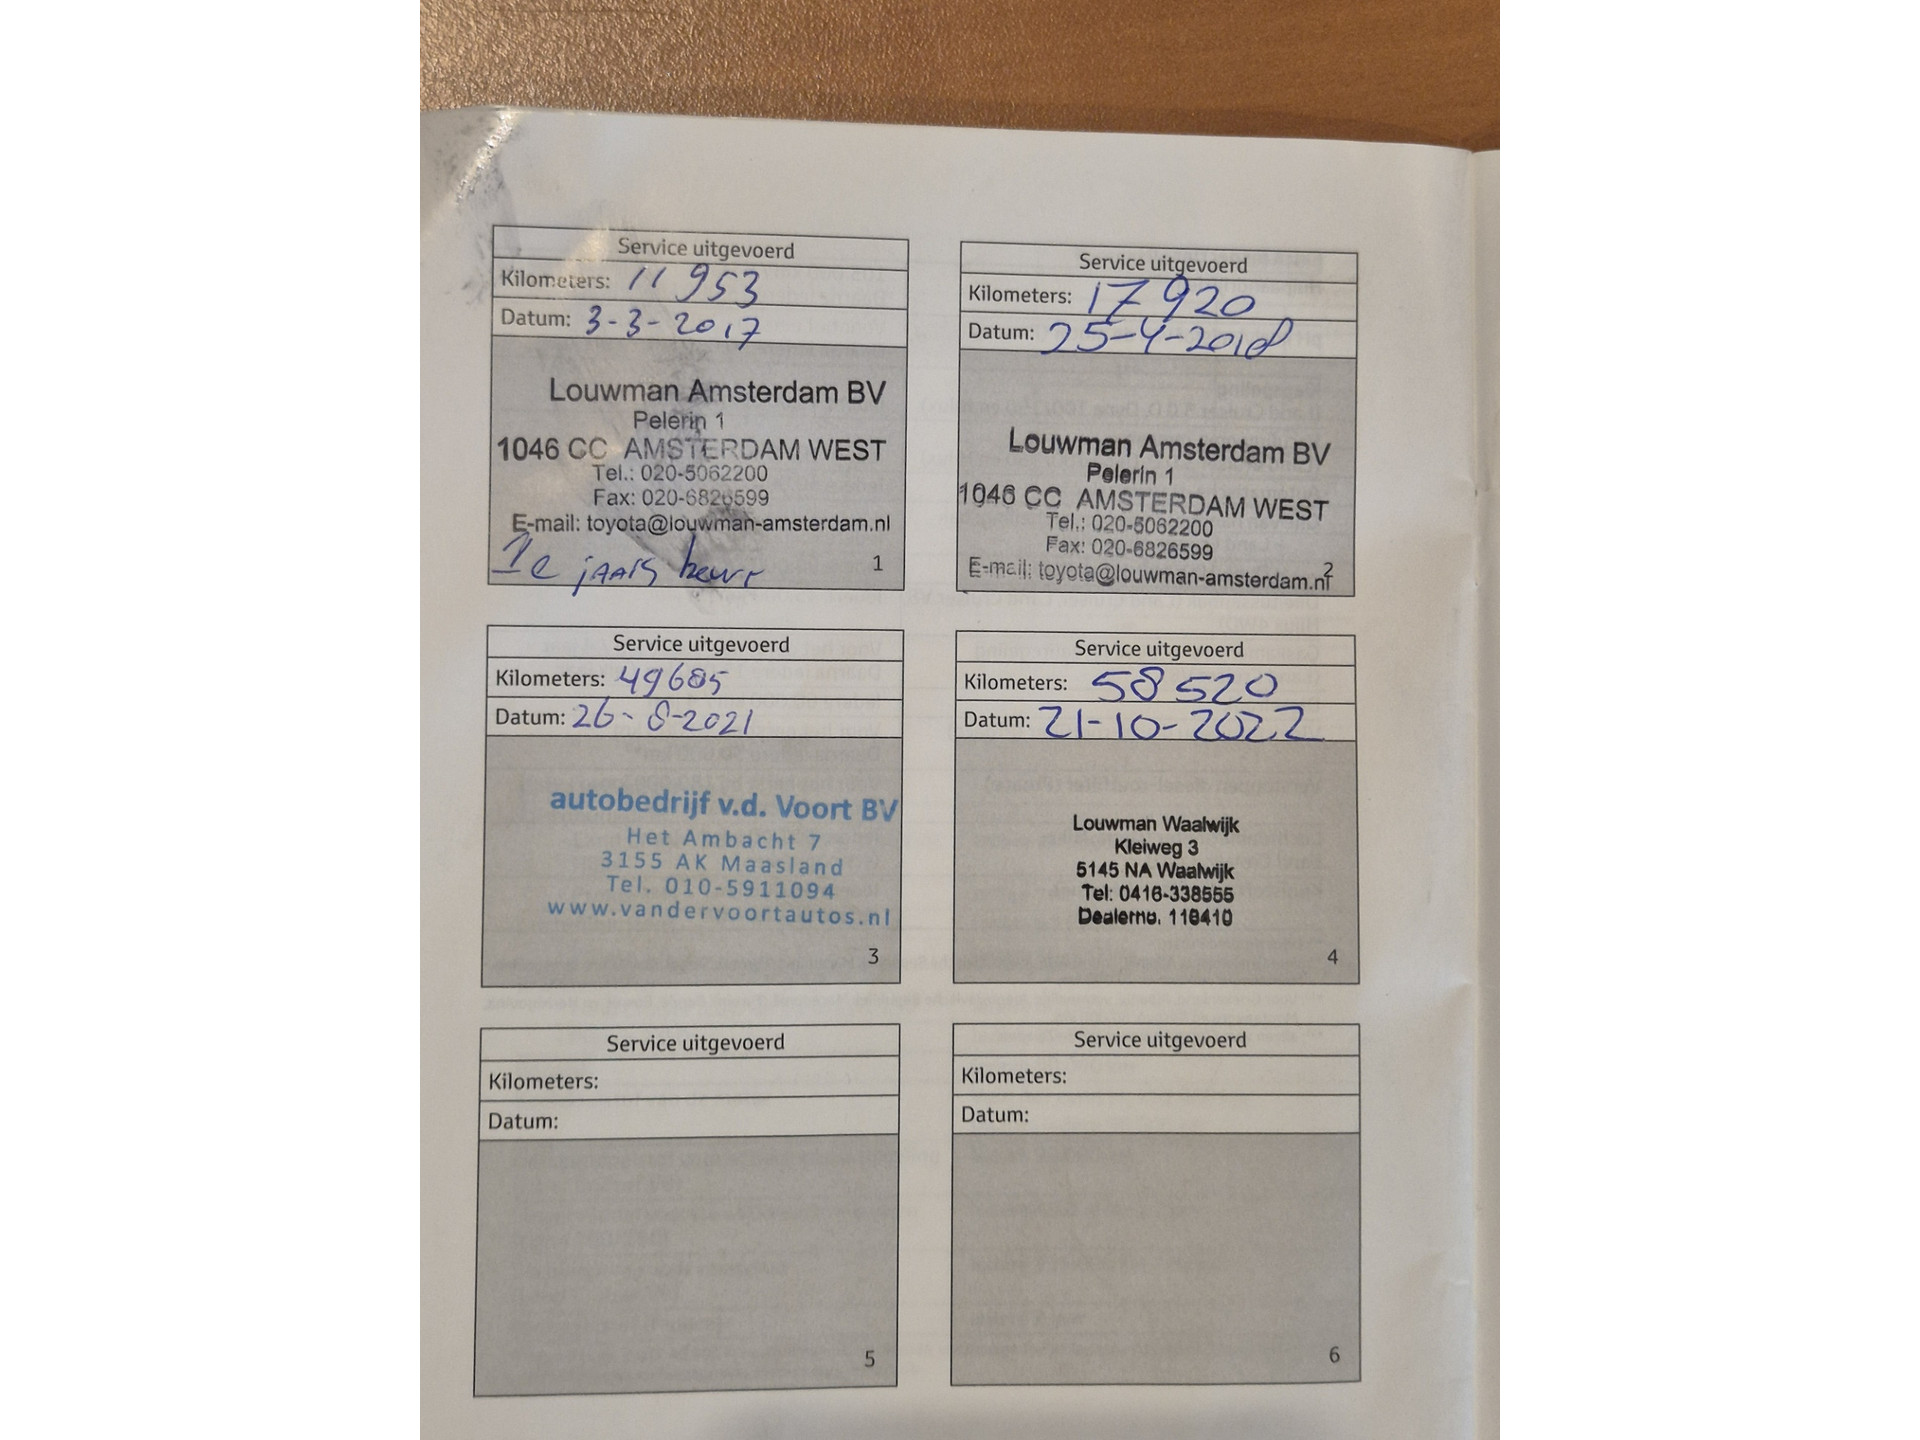 Service uitgevoerd
Kilometers: 11953
Datum: 3-3-2017
Louwman Amsterdam BV
Pelerin 1
1046 CC AMSTERDAM WEST
Tel.: 020-5062200
Fax: 020-6826599
E-mail: toyota@louwman-amsterdam.nl
1e jaars beurt
1
Service uitgevoerd
Kilometers: 17920
Datum: 25-4-2018
Louwman Amsterdam BV
Pelerin 1
1046 CC AMSTERDAM WEST
Tel.: 020-5062200
Fax: 020-6826599
E-mail: toyota@louwman-amsterdam.nl
2
Service uitgevoerd
Kilometers: 49685
Datum: 26-8-2021
autobedrijf v.d. Voort BV
Het Ambacht 7
3155 AK Maasland
Tel. 010-5911094
www.vandervoortautos.nl
3
Service uitgevoerd
Kilometers: 58520
Datum: 21-10-2022
Louwman Waalwijk
Kleiweg 3
5145 NA Waalwijk
Tel: 0416-338555
Dealerno. 116410
4
Service uitgevoerd
Kilometers:
Datum:
5
Service uitgevoerd
Kilometers:
Datum:
6